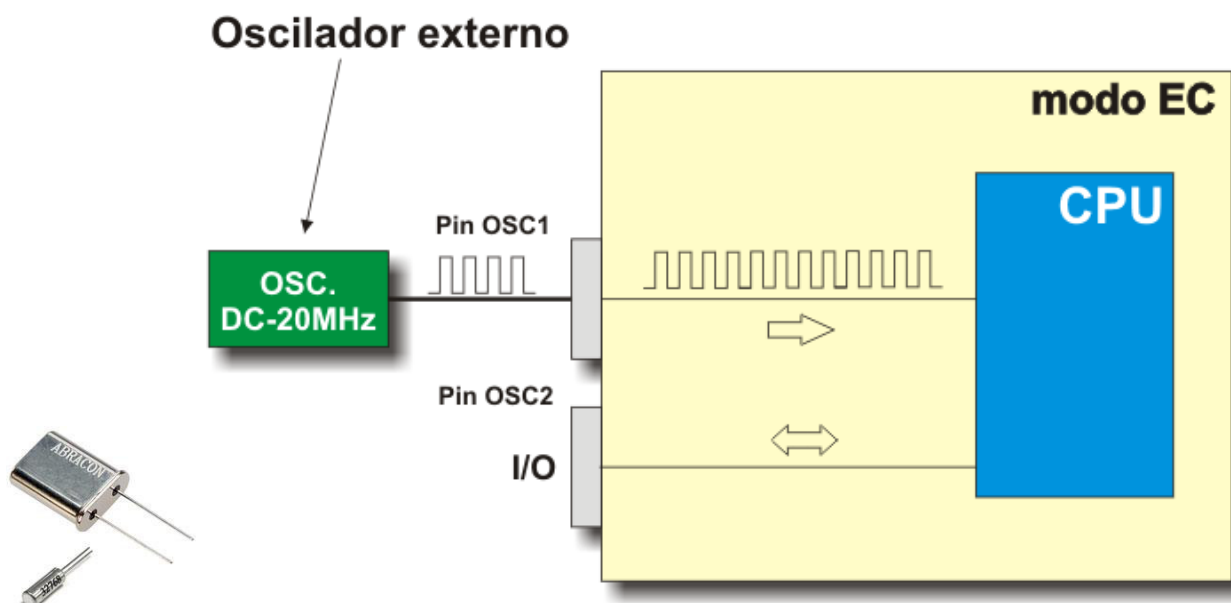 Oscilador externo
modo EC
CPU
Pin OSC1
OSC.
DC-20MHz
Pin OSC2
I/O
ABRACON
32768